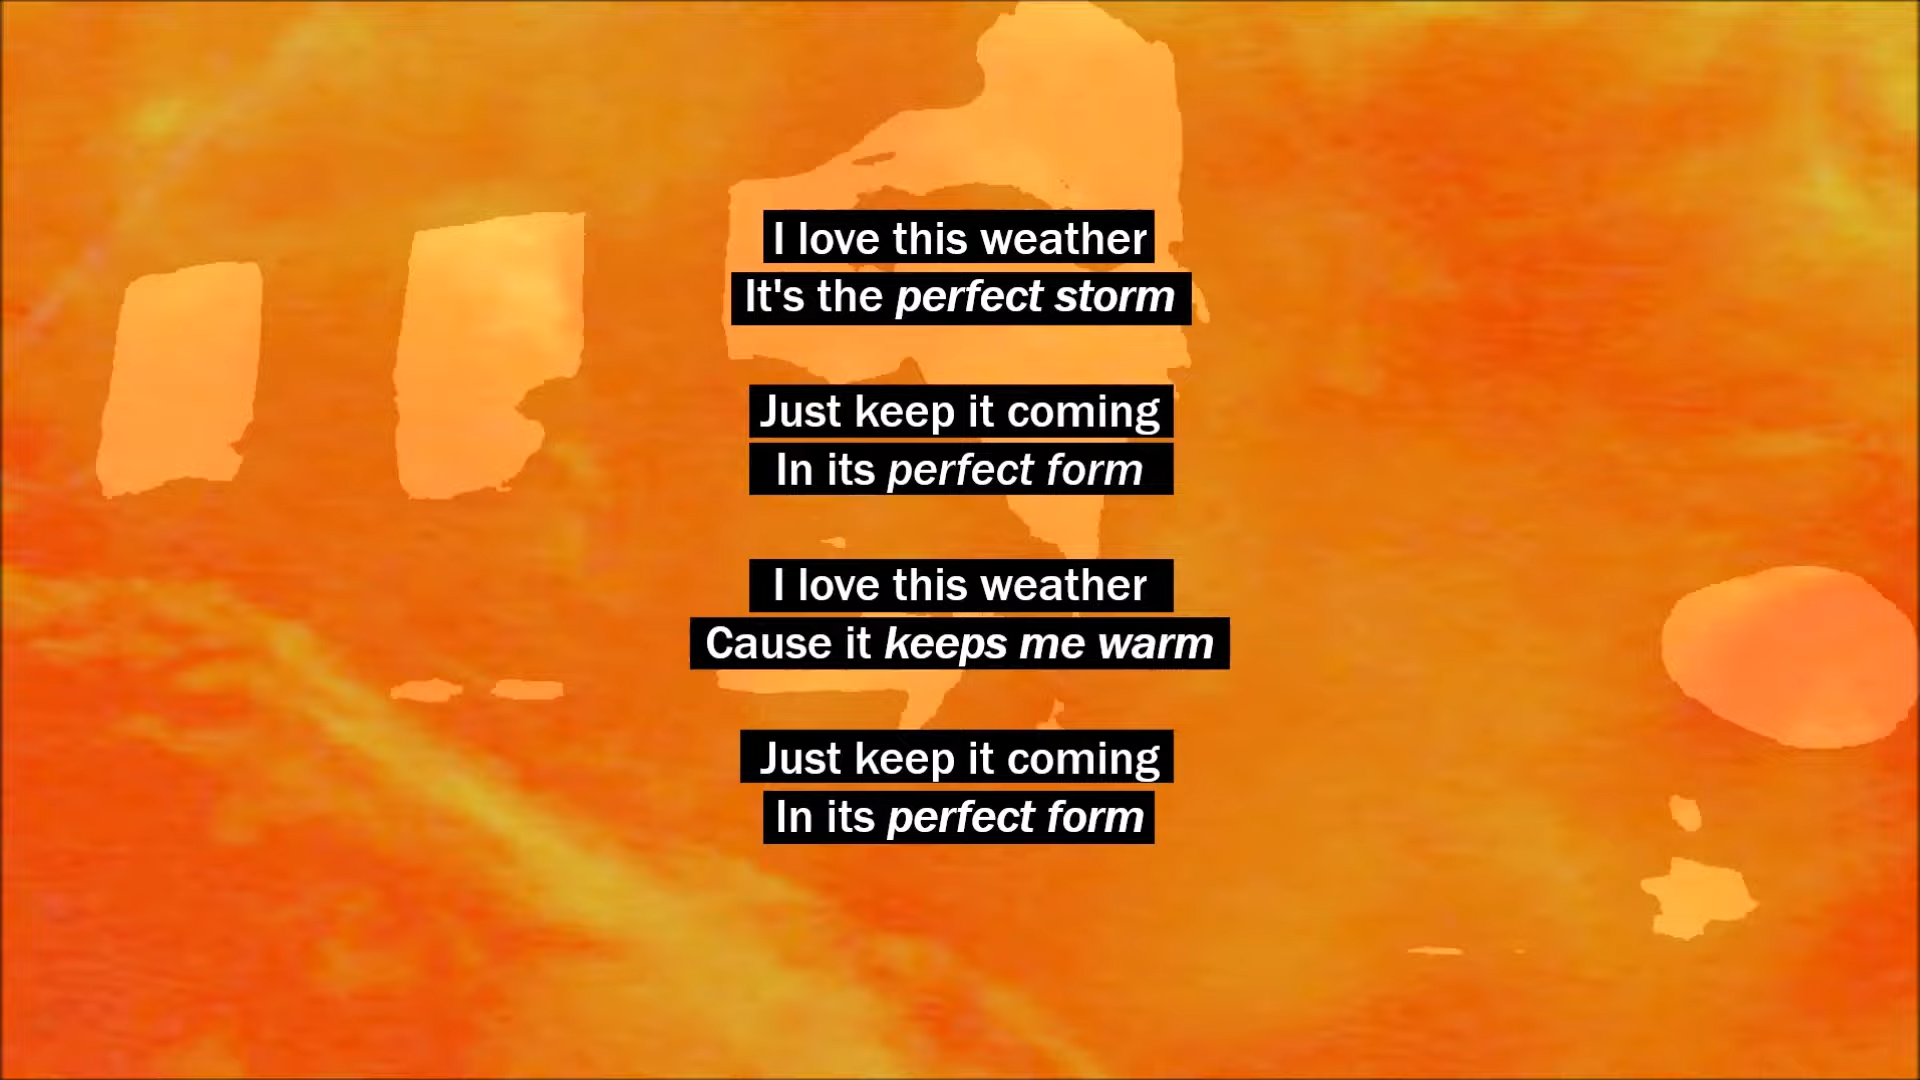 I love this weather
It's the perfect storm
Just keep it coming
In its perfect form
I love this weather
Cause it keeps me warm
Just keep it coming
In its perfect form